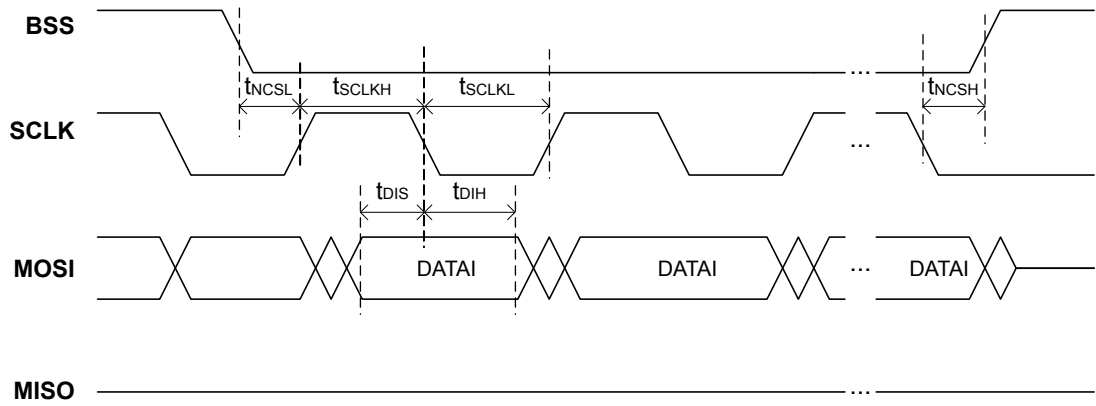 BSS
...
tNCSL tSCLKH tSCLKL tNCSH
SCLK
...
tDIS tDIH
MOSI DATAI DATAI ... DATAI
MISO ...